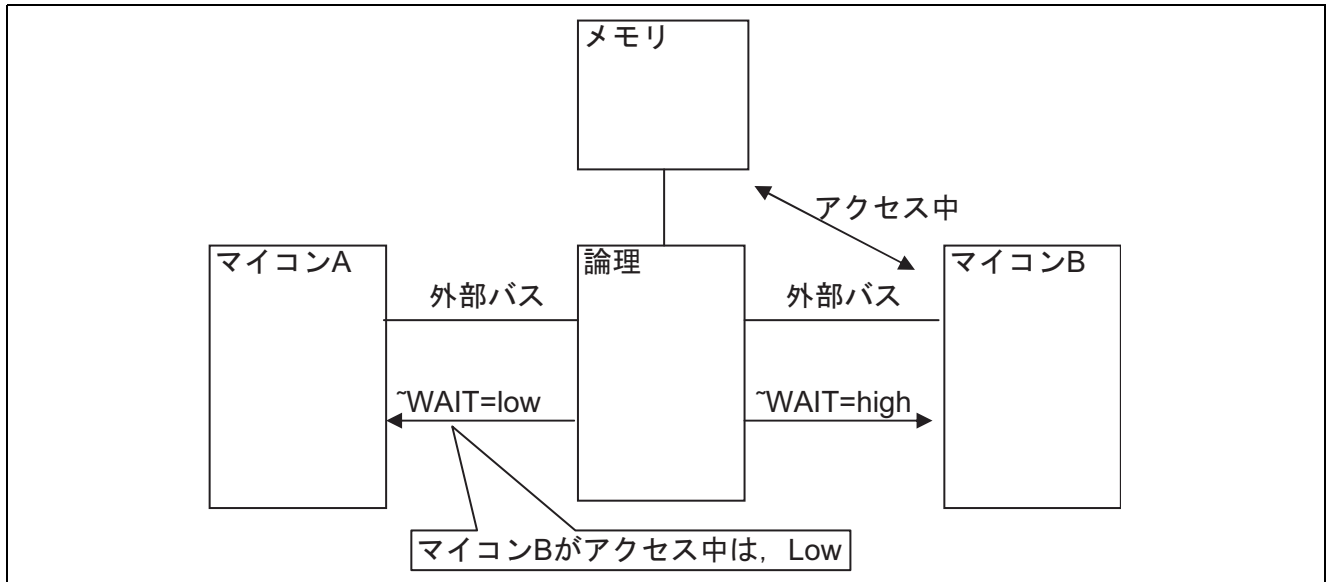 メモリ
アクセス中
マイコンA
論理
マイコンB
外部バス
外部バス
~WAIT=low
~WAIT=high
マイコンBがアクセス中は，Low